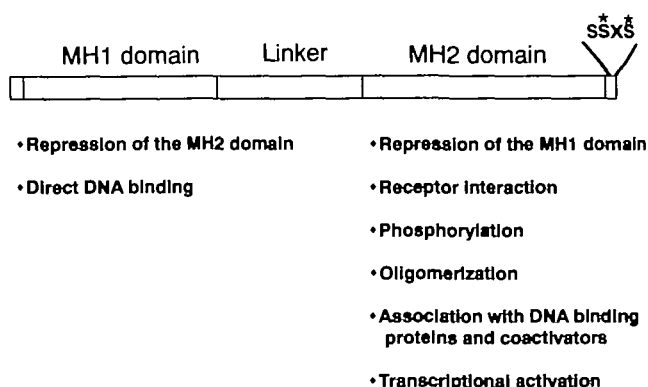 SSXS
MH1 domain
Linker
MH2 domain
• Repression of the MH2 domain
• Direct DNA binding
• Repression of the MH1 domain
• Receptor interaction
• Phosphorylation
• Oligomerization
• Association with DNA binding
proteins and coactivators
• Transcriptional activation